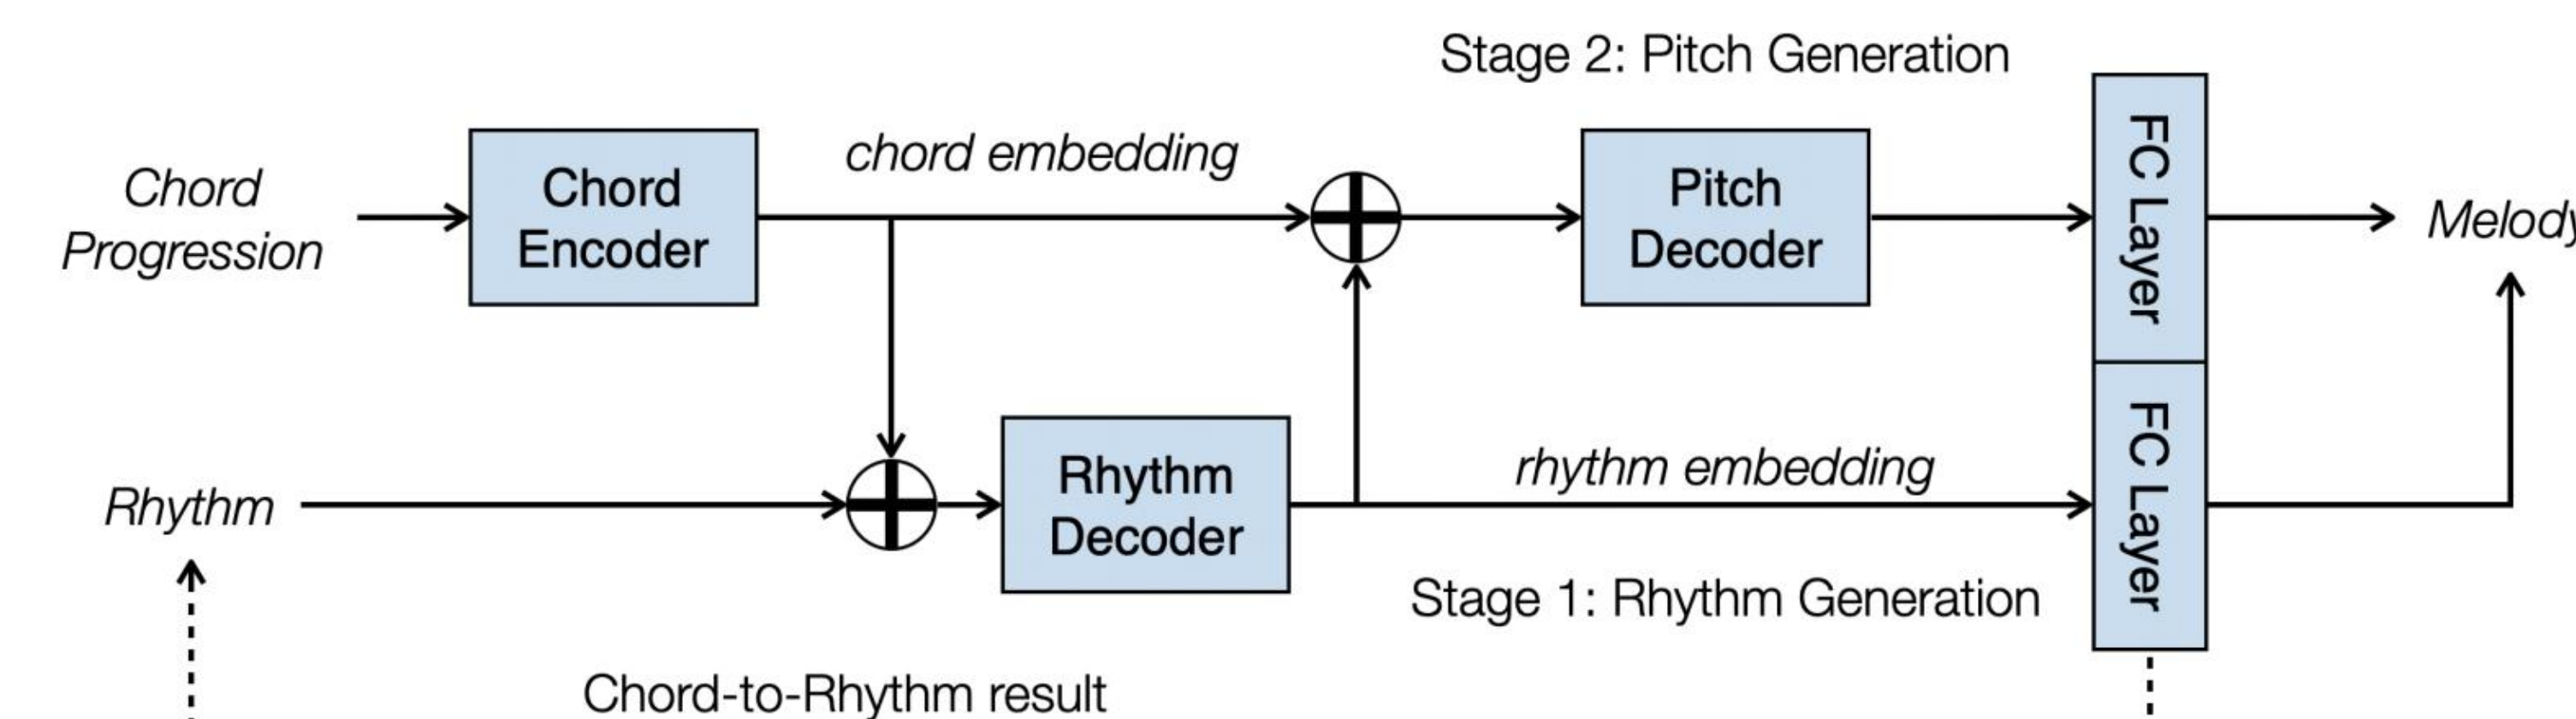 Stage 2: Pitch Generation
Chord
Progression
Chord
Encoder
chord embedding
Pitch
Decoder
FC Layer
Melody
Rhythm
Rhythm
Decoder
rhythm embedding
FC Layer
Stage 1: Rhythm Generation
Chord-to-Rhythm result